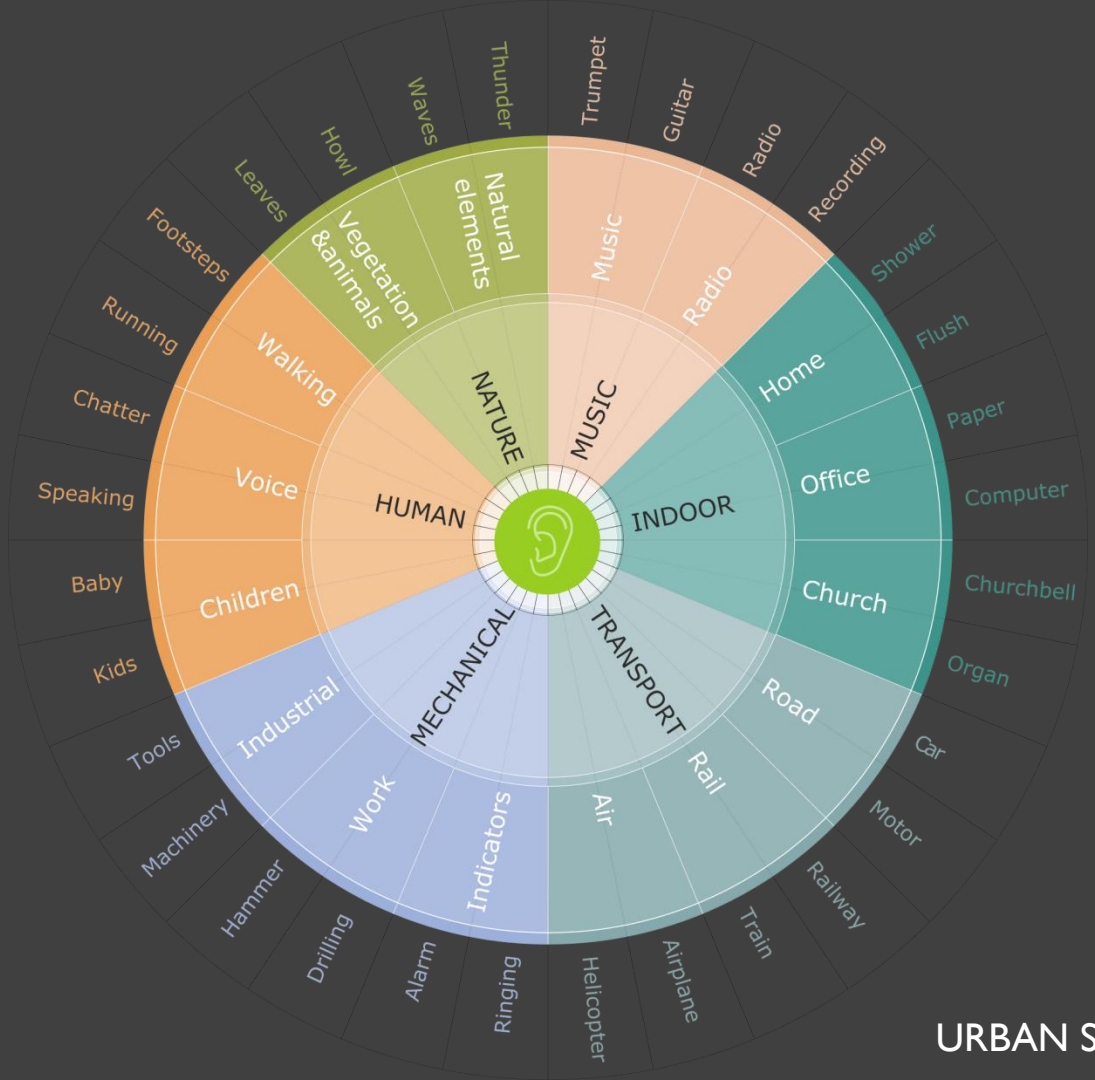 Thunder
Trumpet
Guitar
Radio
Recording
Shower
Flush
Paper
Computer
Churchbell
Organ
Car
Motor
Railway
Train
Airplane
Helicopter
Ringing
Alarm
Drilling
Hammer
Machinery
Tools
Kids
Baby
Speaking
Chatter
Running
Footsteps
Leaves
Howl
Waves
Natural
elements
Music
Radio
Home
Office
Church
Road
Rail
Air
Indicators
Work
Industrial
Children
Voice
Walking
Vegetation
&animals
NATURE
MUSIC
INDOOR
TRANSPORT
MECHANICAL
HUMAN
URBAN S